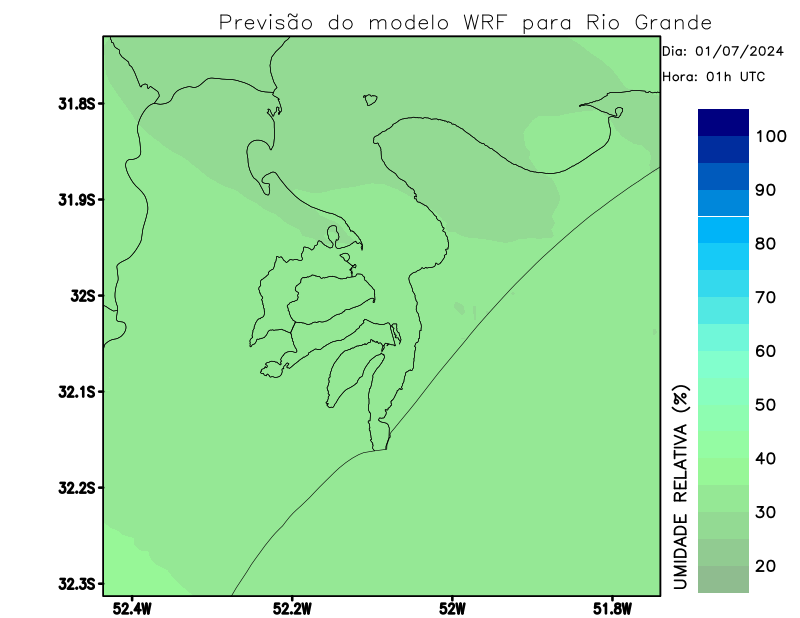 Previsão do modelo WRF para Rio Grande
Dia: 01/07/2024
Hora: 01h UTC
31.8S
31.9S
32S
32.1S
32.2S
32.3S
52.4W
52.2W
52W
51.8W
100
90
80
70
60
50
40
30
20
UMIDADE RELATIVA (%)